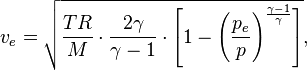 v_e = \sqrt{\frac{TR}{M} \cdot \frac{2\gamma}{\gamma-1} \cdot \left[1 - \left(\frac{p_e}{p}\right)^{\frac{\gamma-1}{\gamma}}\right]},